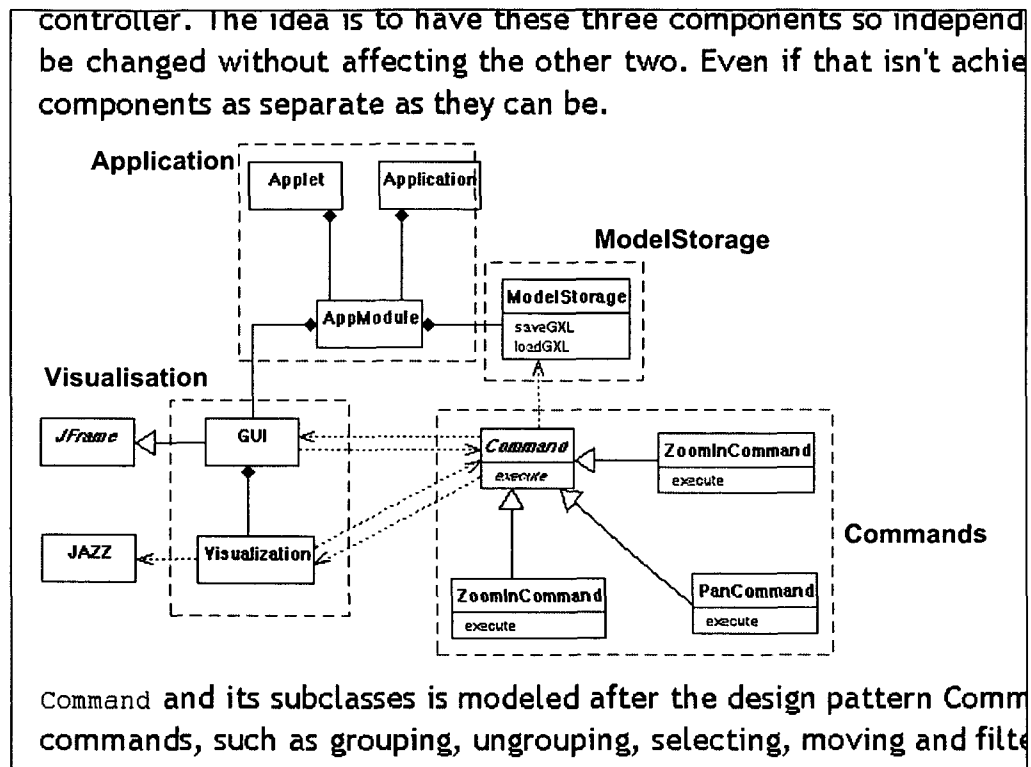 controller. The idea is to have these three components so independ
be changed without affecting the other two. Even if that isn't achie
components as separate as they can be.
Application
Applet
Application
ModelStorage
ModelStorage
saveGXL
loadGXL
AppModule
Visualisation
JFrame
GUI
Command
execute
ZoomInCommand
execute
Commands
JAZZ
Visualization
ZoomInCommand
execute
PanCommand
execute
Command and its subclasses is modeled after the design pattern Comm
commands, such as grouping, ungrouping, selecting, moving and filte